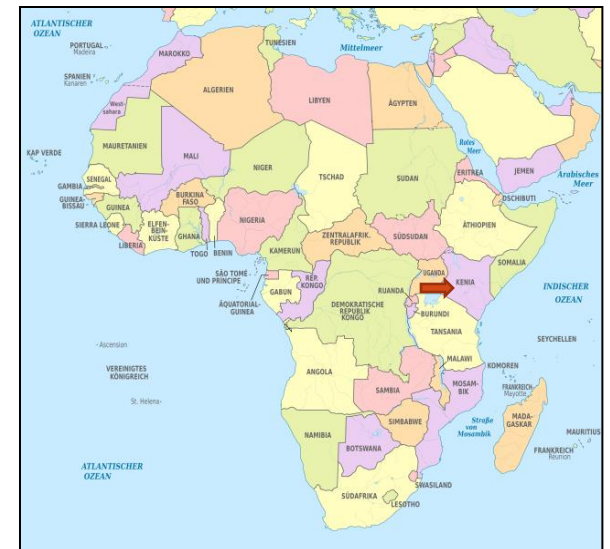 ATLANTISCHER
OZEAN
PORTUGAL
Madeira
SPANIEN
Kanaren
MAROKKO
TUNESIEN
Mittelmeer
ALGERIEN
LIBYEN
ÄGYPTEN
West-
sahara
KAP VERDE
MAURETANIEN
MALI
NIGER
TSCHAD
SUDAN
Rotes
Meer
ERITREA
JEMEN
Arabisches
Meer
SENEGAL
GAMBIA
GUINEA-
BISSAU
GUINEA
SIERRA LEONE
LIBERIA
ELFEN-
BEIN-
KÜSTE
BURKINA
FASO
GHANA
TOGO
BENIN
NIGERIA
KAMERUN
ZENTRALAFRIK.
REPUBLIK
SÜDSUDAN
ÄTHIOPIEN
DSCHIBUTI
SOMALIA
SÃO TOMÉ
UND PRÍNCIPE
ÄQUATORIAL-
GUINEA
GABUN
REP.
KONGO
DEMOKRATISCHE
REPUBLIK
KONGO
UGANDA
KENIA
RUANDA
BURUNDI
TANSANIA
INDISCHER
OZEAN
SEYCHELLEN
Ascension
VEREINIGTES
KÖNIGREICH
St. Helena
ANGOLA
SAMBIA
MALAWI
MOSAM-
BIK
KOMOREN
FRANKREICH
Mayotte
MADA-
GASKAR
MAURITIUS
FRANKREICH
Réunion
Straße
von
Mosambik
SIMBABWE
NAMIBIA
BOTSWANA
SWASILAND
LESOTHO
SÜDAFRIKA
ATLANTISCHER
OZEAN